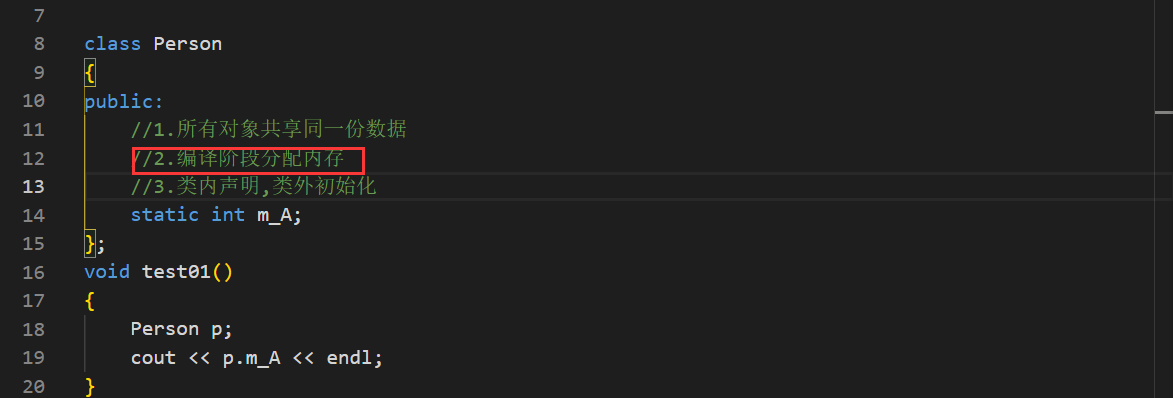 7
8 class Person
9 {
10 public:
11 //1.所有对象共享同一份数据
12 //2.编译阶段分配内存
13 //3.类内声明,类外初始化
14 static int m_A;
15 };
16 void test01()
17 {
18 Person p;
19 cout << p.m_A << endl;
20 }